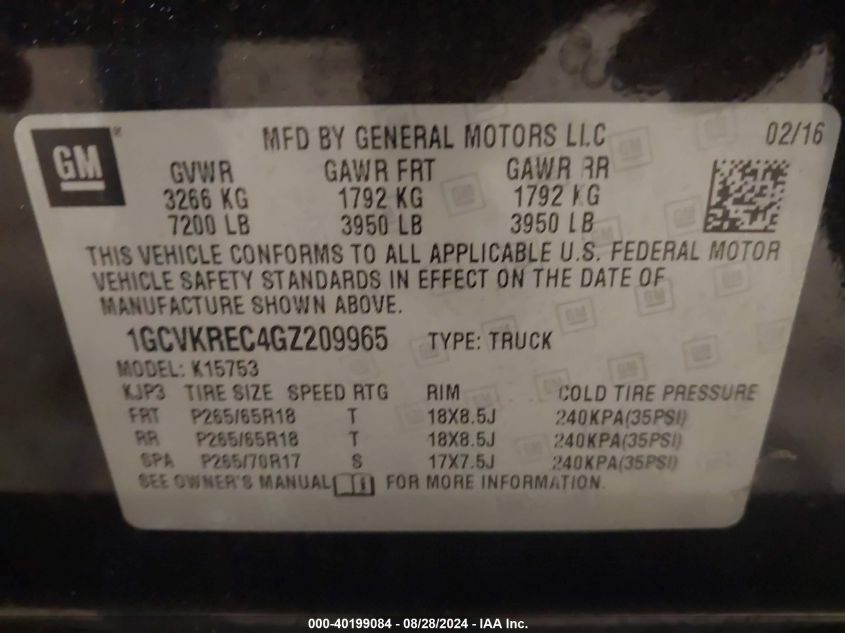 GM ®
MFD BY GENERAL MOTORS LLC 02/16
GVWR GAWR FRT GAWR RR
3266 KG 1792 KG 1792 KG
7200 LB 3950 LB 3950 LB
THIS VEHICLE CONFORMS TO ALL APPLICABLE U.S. FEDERAL MOTOR
VEHICLE SAFETY STANDARDS IN EFFECT ON THE DATE OF
MANUFACTURE SHOWN ABOVE.
1GCVKREC4GZ209965 TYPE: TRUCK
MODEL: K15753
KJP3 TIRE SIZE SPEED RTG RIM COLD TIRE PRESSURE
FRT P265/65R18 T 18X8.5J 240KPA(35PSI)
RR P265/65R18 T 18X8.5J 240KPA(35PSI)
SPA P265/70R17 S 17X7.5J 240KPA(35PSI)
SEE OWNER'S MANUAL i FOR MORE INFORMATION.
000-40199084 - 08/28/2024 - IAA Inc.